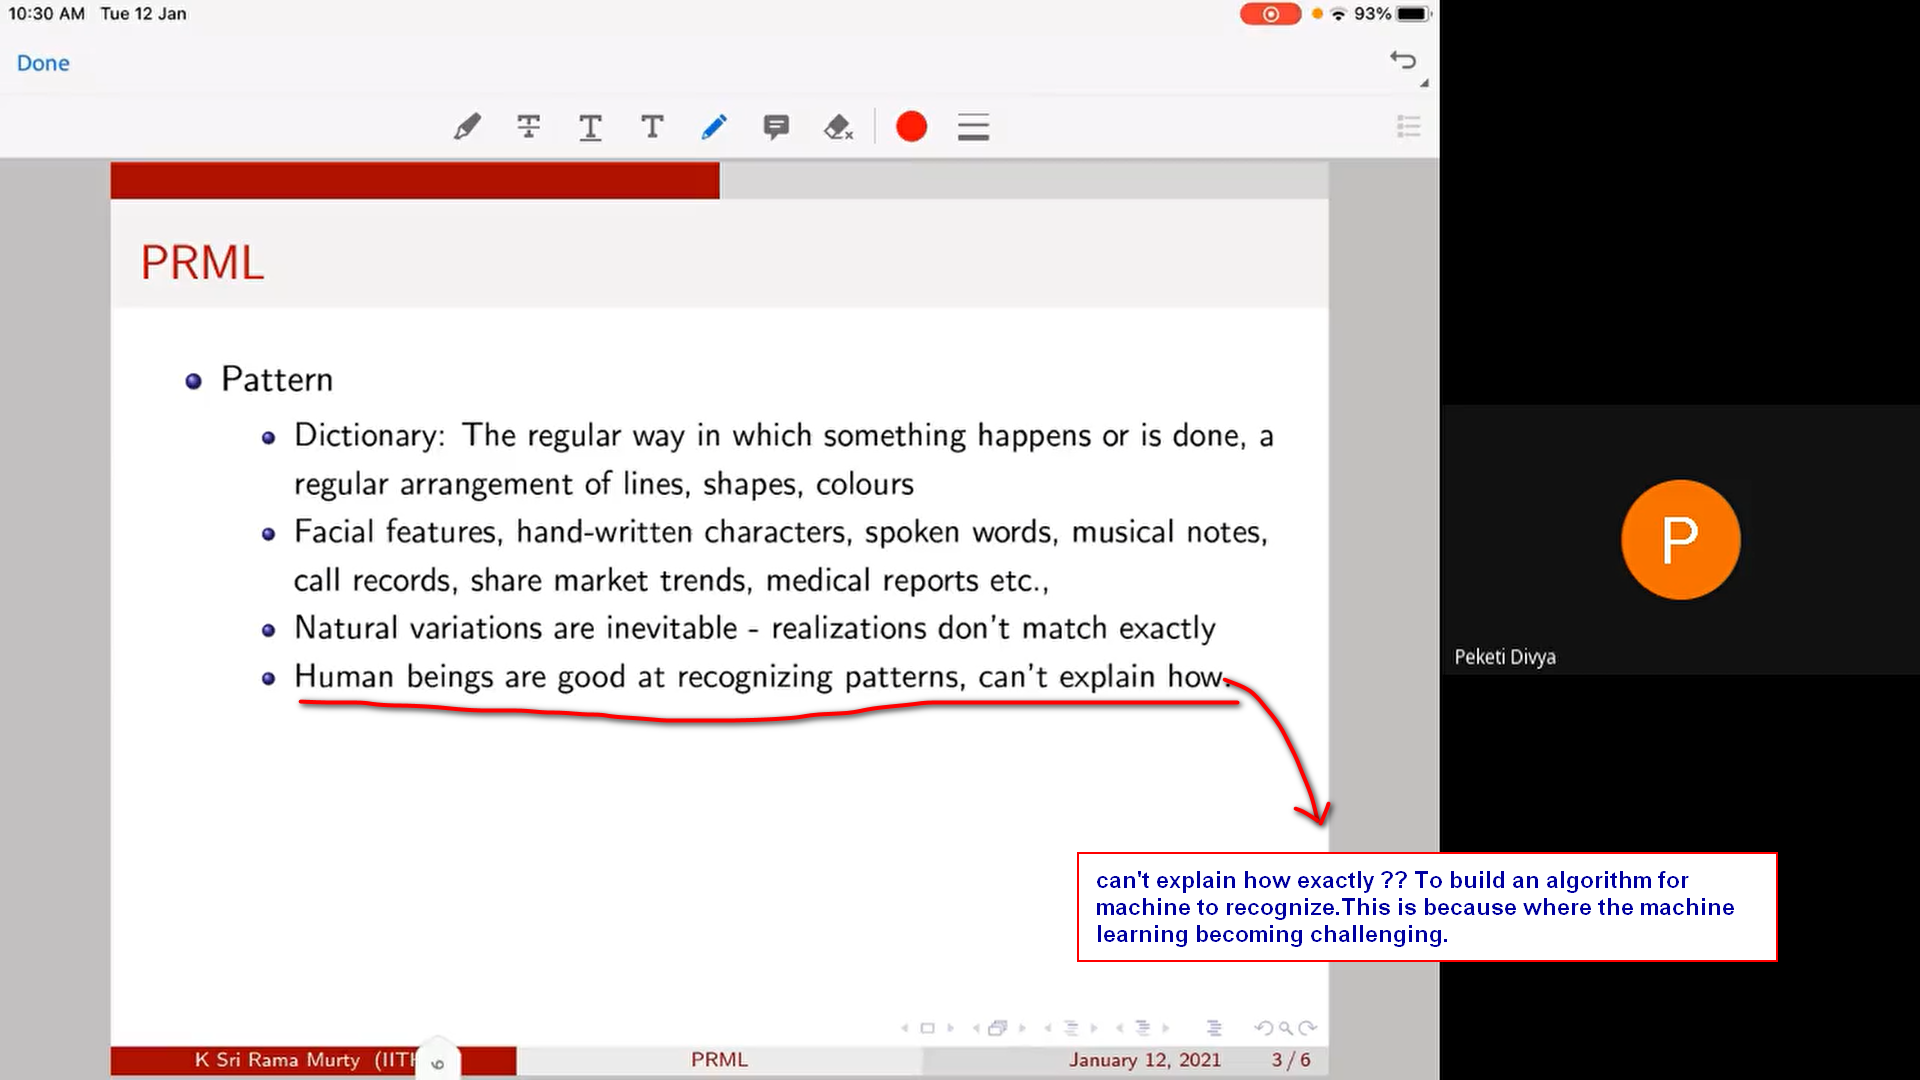 10:30 AM Tue 12 Jan
93%
Done
PRML
Pattern
Dictionary: The regular way in which something happens or is done, a
regular arrangement of lines, shapes, colours
Facial features, hand-written characters, spoken words, musical notes,
call records, share market trends, medical reports etc.,
Natural variations are inevitable - realizations don't match exactly
Human beings are good at recognizing patterns, can't explain how.
can't explain how exactly ?? To build an algorithm for
machine to recognize.This is because where the machine
learning becoming challenging.
P
Peketi Divya
K Sri Rama Murty (IITH
PRML
January 12, 2021
3 / 6